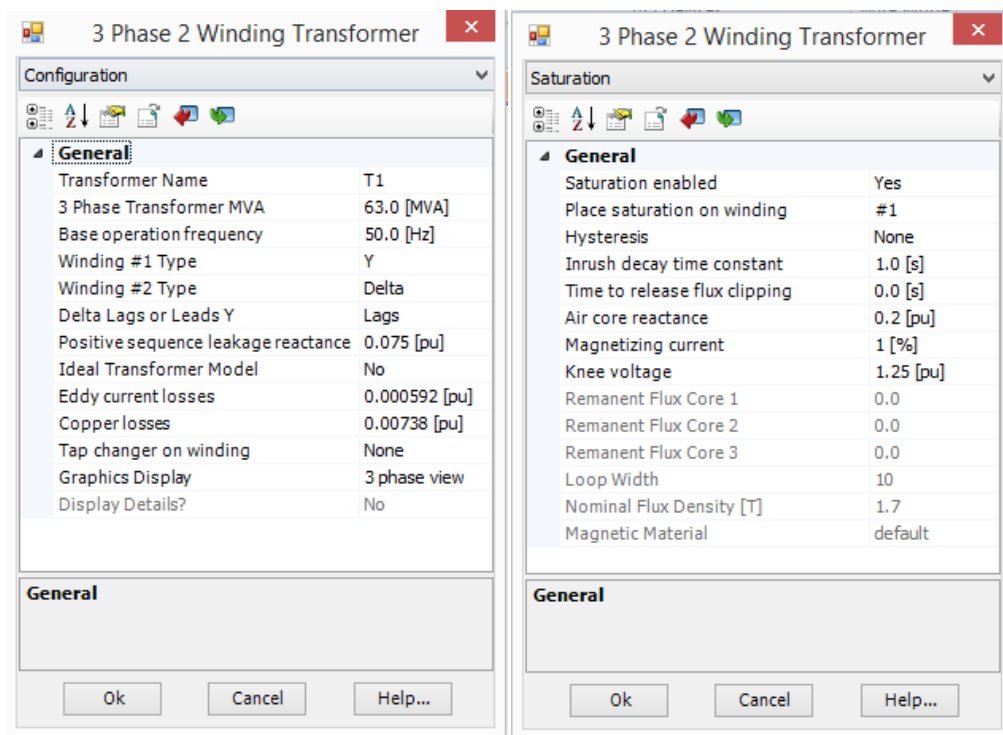 3 Phase 2 Winding Transformer
Configuration
General
Transformer Name T1
3 Phase Transformer MVA 63.0 [MVA]
Base operation frequency 50.0 [Hz]
Winding #1 Type Y
Winding #2 Type Delta
Delta Lags or Leads Y Lags
Positive sequence leakage reactance 0.075 [pu]
Ideal Transformer Model No
Eddy current losses 0.000592 [pu]
Copper losses 0.00738 [pu]
Tap changer on winding None
Graphics Display 3 phase view
Display Details? No
General
Ok Cancel Help...
3 Phase 2 Winding Transformer
Saturation
General
Saturation enabled Yes
Place saturation on winding #1
Hysteresis None
Inrush decay time constant 1.0 [s]
Time to release flux clipping 0.0 [s]
Air core reactance 0.2 [pu]
Magnetizing current 1 [%]
Knee voltage 1.25 [pu]
Remanent Flux Core 1 0.0
Remanent Flux Core 2 0.0
Remanent Flux Core 3 0.0
Loop Width 10
Nominal Flux Density [T] 1.7
Magnetic Material default
General
Ok Cancel Help...